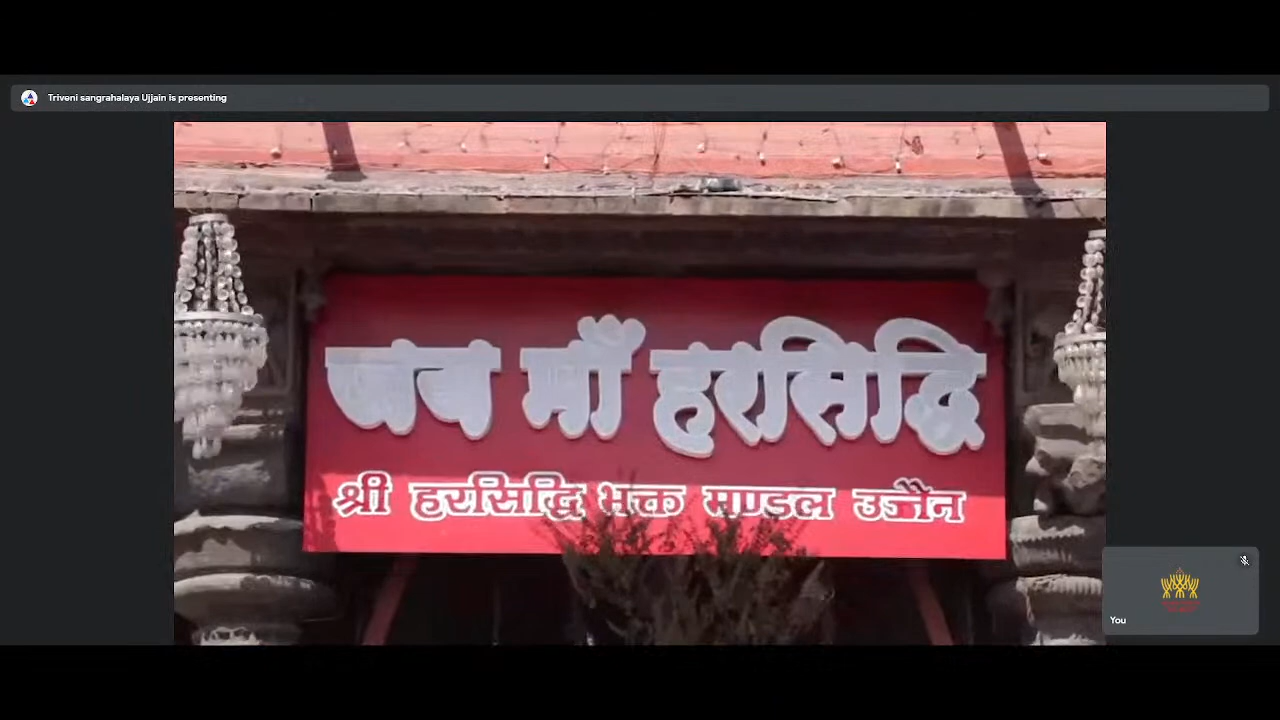 Triveni sangrahalaya Ujjain is presenting
जय माँ हरसिद्धि
श्री हरसिद्धि भक्त मण्डल उज्जैन
You